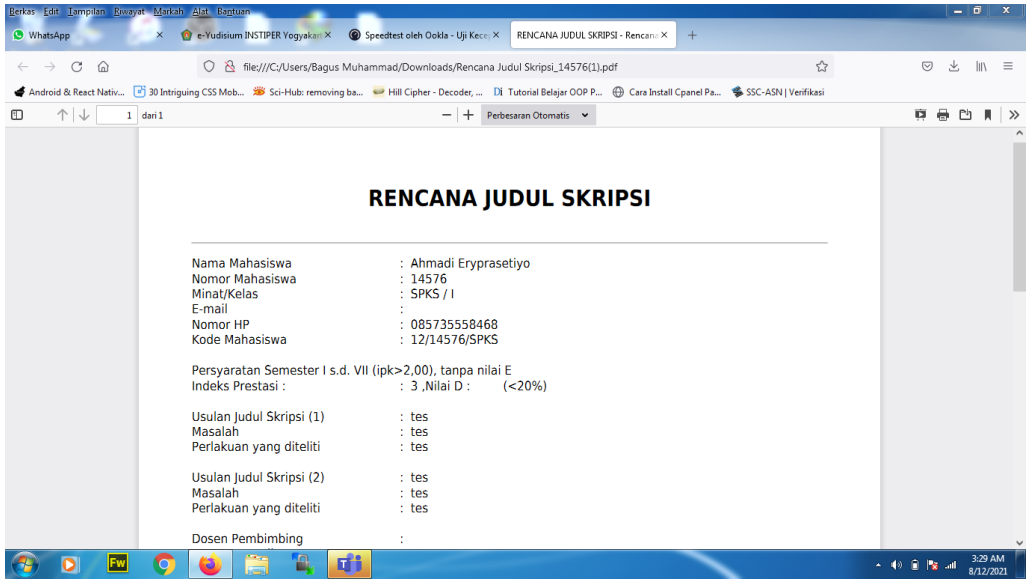 Berkas Edit Tampilan Riwayat Markah Alat Bantuan
WhatsApp
e-Yudisium INSTIPER Yogyakar
Speedtest oleh Ookla - Uji Kece
RENCANA JUDUL SKRIPSI - Rencana
file:///C:/Users/Bagus Muhammad/Downloads/Rencana Judul Skripsi_14576(1).pdf
Android & React Nativ... 30 Intriguing CSS Mob... Sci-Hub: removing ba... Hill Cipher - Decoder, ... Di Tutorial Belajar OOP P... Cara Install Cpanel Pa... SSC-ASN | Verifikasi
1 dari 1 Perbesaran Otomatis
RENCANA JUDUL SKRIPSI
Nama Mahasiswa : Ahmadi Eryprasetiyo
Nomor Mahasiswa : 14576
Minat/Kelas : SPKS / I
E-mail :
Nomor HP : 085735558468
Kode Mahasiswa : 12/14576/SPKS
Persyaratan Semester I s.d. VII (ipk>2,00), tanpa nilai E
Indeks Prestasi : : 3 ,Nilai D : (<20%)
Usulan Judul Skripsi (1) : tes
Masalah : tes
Perlakuan yang diteliti : tes
Usulan Judul Skripsi (2) : tes
Masalah : tes
Perlakuan yang diteliti : tes
Dosen Pembimbing :
Fw
3:29 AM
8/12/2021